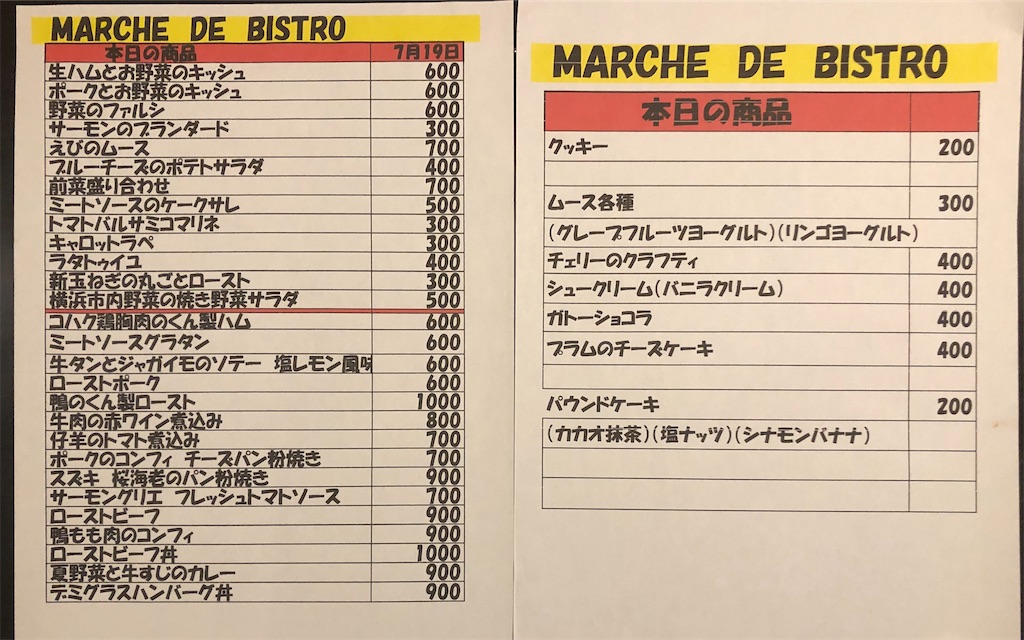 MARCHE DE BISTRO
本日の商品 7月19日
生ハムとお野菜のキッシュ 600
ポークとお野菜のキッシュ 600
野菜のファルシ 600
サーモンのブランダード 300
えびのムース 700
ブルーチーズのポテトサラダ 400
前菜盛り合わせ 700
ミートソースのケークサレ 500
トマトバルサミコマリネ 300
キャロットラペ 300
ラタトゥイユ 400
新玉ねぎの丸ごとロースト 300
横浜市内野菜の焼き野菜サラダ 500
コハク鶏胸肉のくん製ハム 600
ミートソースグラタン 600
牛タンとジャガイモのソテー 塩レモン風味 600
ローストポーク 600
鴨のくん製ロースト 1000
牛肉の赤ワイン煮込み 800
仔羊のトマト煮込み 700
ポークのコンフィ チーズパン粉焼き 700
スズキ 桜海老のパン粉焼き 900
サーモングリエ フレッシュトマトソース 700
ローストビーフ 900
鴨もも肉のコンフィ 900
ローストビーフ丼 1000
夏野菜と牛すじのカレー 900
デミグラスハンバーグ丼 900
MARCHE DE BISTRO
本日の商品
クッキー 200
ムース各種 300
(グレープフルーツヨーグルト)(リンゴヨーグルト)
チェリーのクラフティ 400
シュークリーム(バニラクリーム) 400
ガトーショコラ 400
プラムのチーズケーキ 400
パウンドケーキ 200
(カカオ抹茶)(塩ナッツ)(シナモンバナナ)